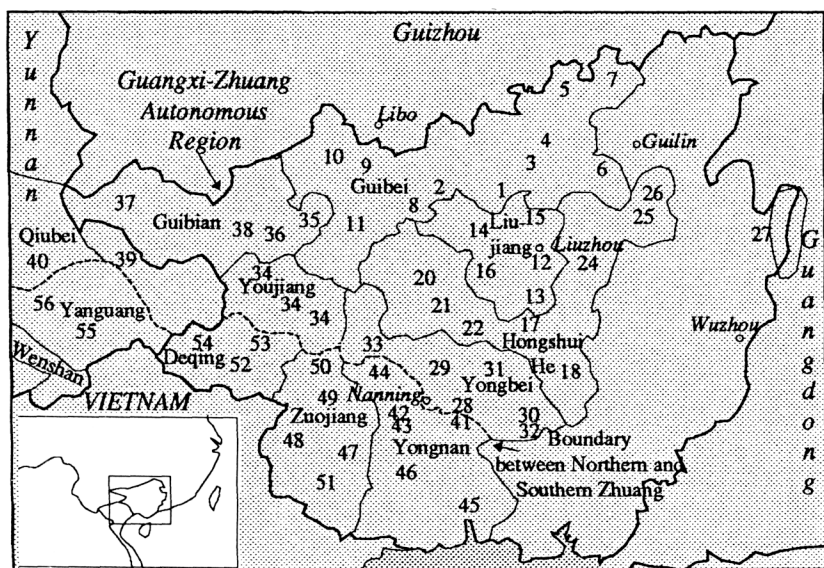 Yunnan
Guizhou
Guangxi-Zhuang
Autonomous
Region
Libo
Guilin
5 7
4
3
6
10 9
Guibei
2 1
8
26
25
37
Guibian
35
38 36
11
14 Liu- 15
jiang
Liuzhou
12
24
27
Guangdong
Qiubei
40
39
34
Youjiang
34
34
20
16
21
13
17
22
Hongshui
He 18
Wuzhou
56 Yanguang
55
Wenshan
54
Deqing 53
52
33
50 44 29 31
Yongbei
VIETNAM
Nanning
49
Zuojiang
28
42 41 30
43 32
48 47 Yongnan
46
51
45
Boundary
between Northern and
Southern Zhuang